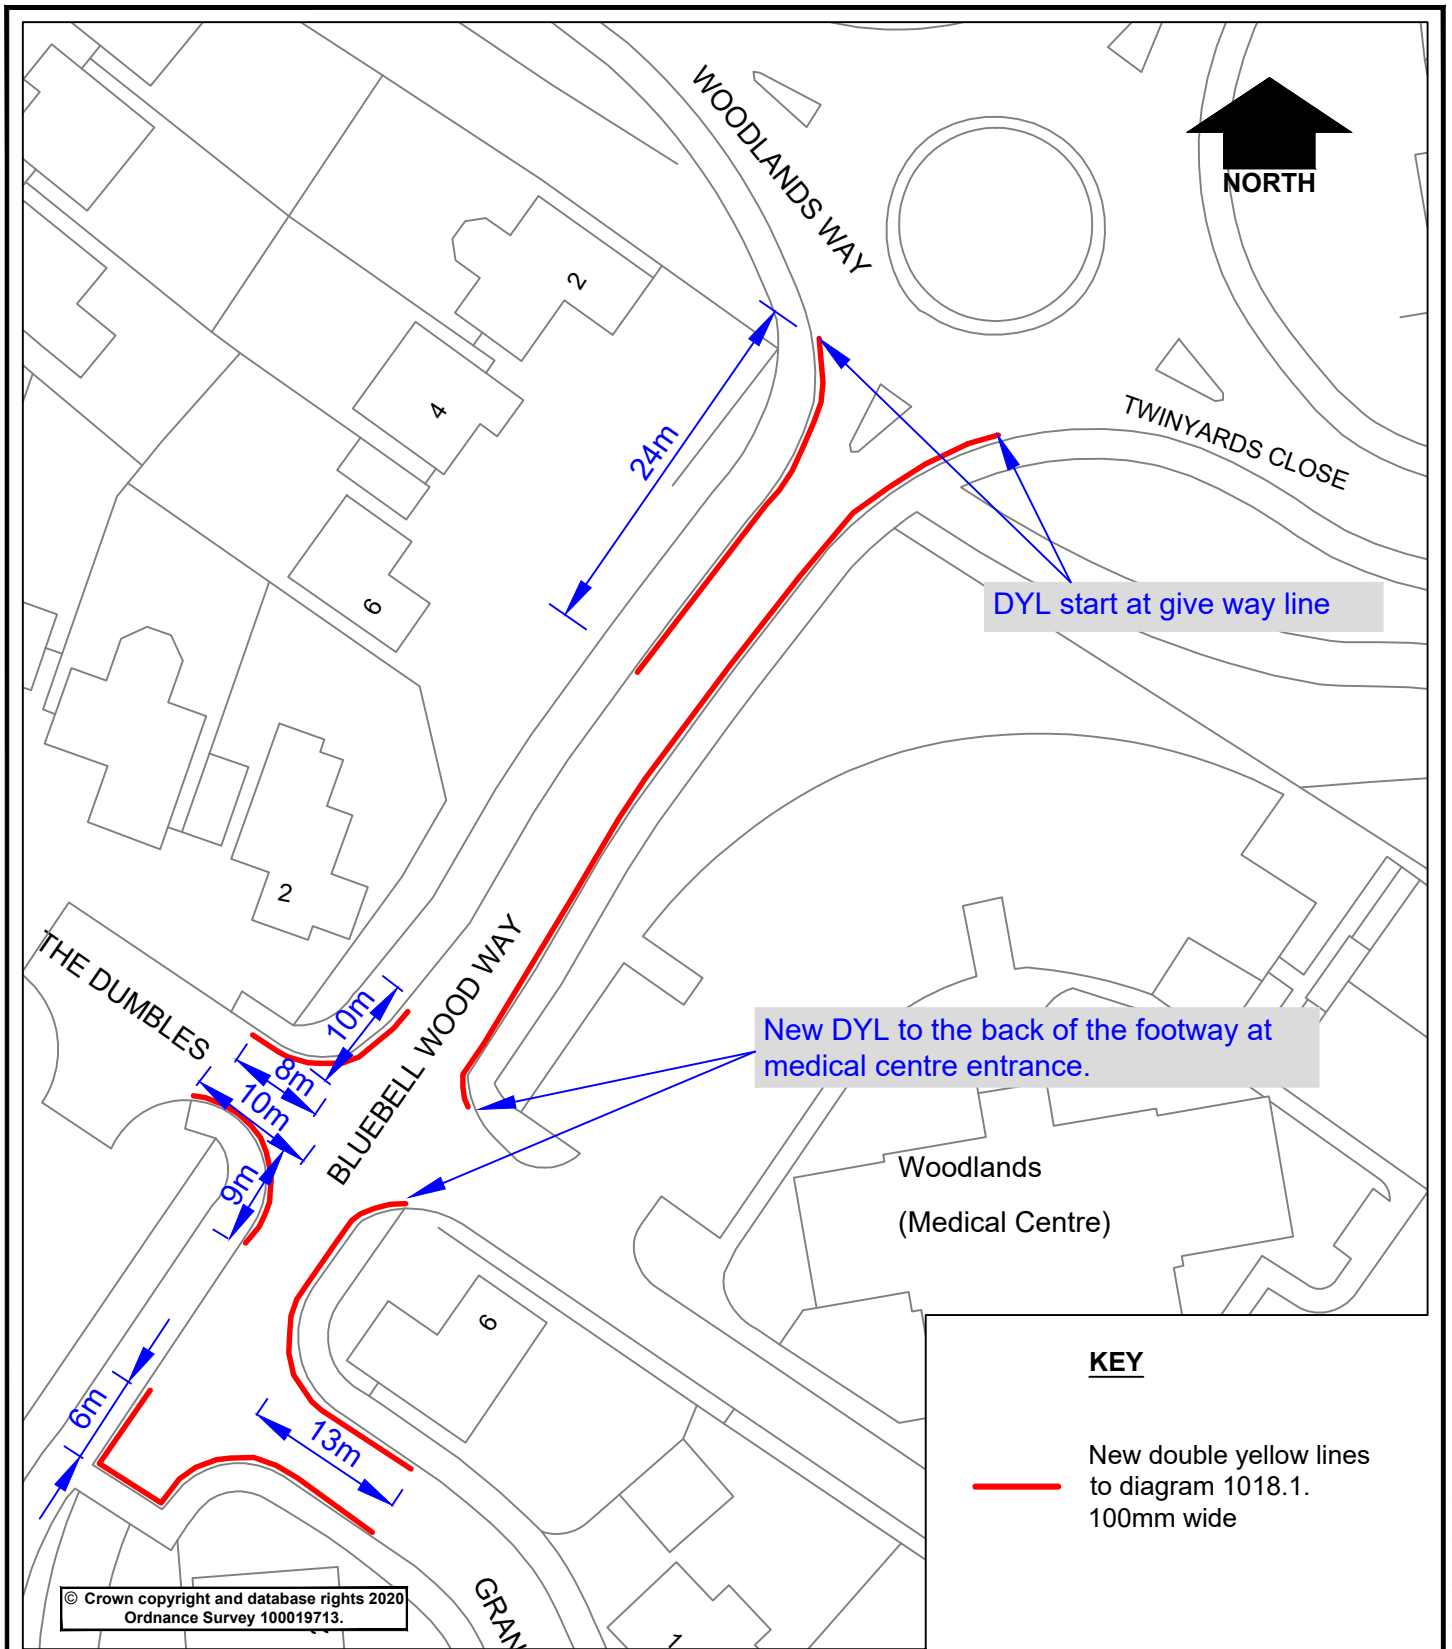 WOODLANDS WAY
NORTH
2
4
24m
TWINYARDS CLOSE
6
DYL start at give way line
2
THE DUMBLES
BLUEBELL WOOD WAY
10m
8m
10m
9m
New DYL to the back of the footway at
medical centre entrance.
Woodlands
(Medical Centre)
6
6m
13m
KEY
New double yellow lines
to diagram 1018.1.
100mm wide
© Crown copyright and database rights 2020
Ordnance Survey 100019713.
1